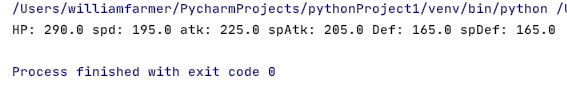 /Users/williamfarmer/PycharmProjects/pythonProject1/venv/bin/python
HP: 290.0 spd: 195.0 atk: 225.0 spAtk: 205.0 Def: 165.0 spDef: 165.0
Process finished with exit code 0